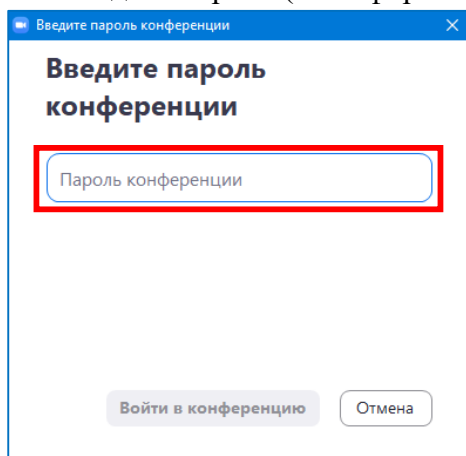 Введите пароль конференции
Введите пароль
конференции
Пароль конференции
Войти в конференцию
Отмена